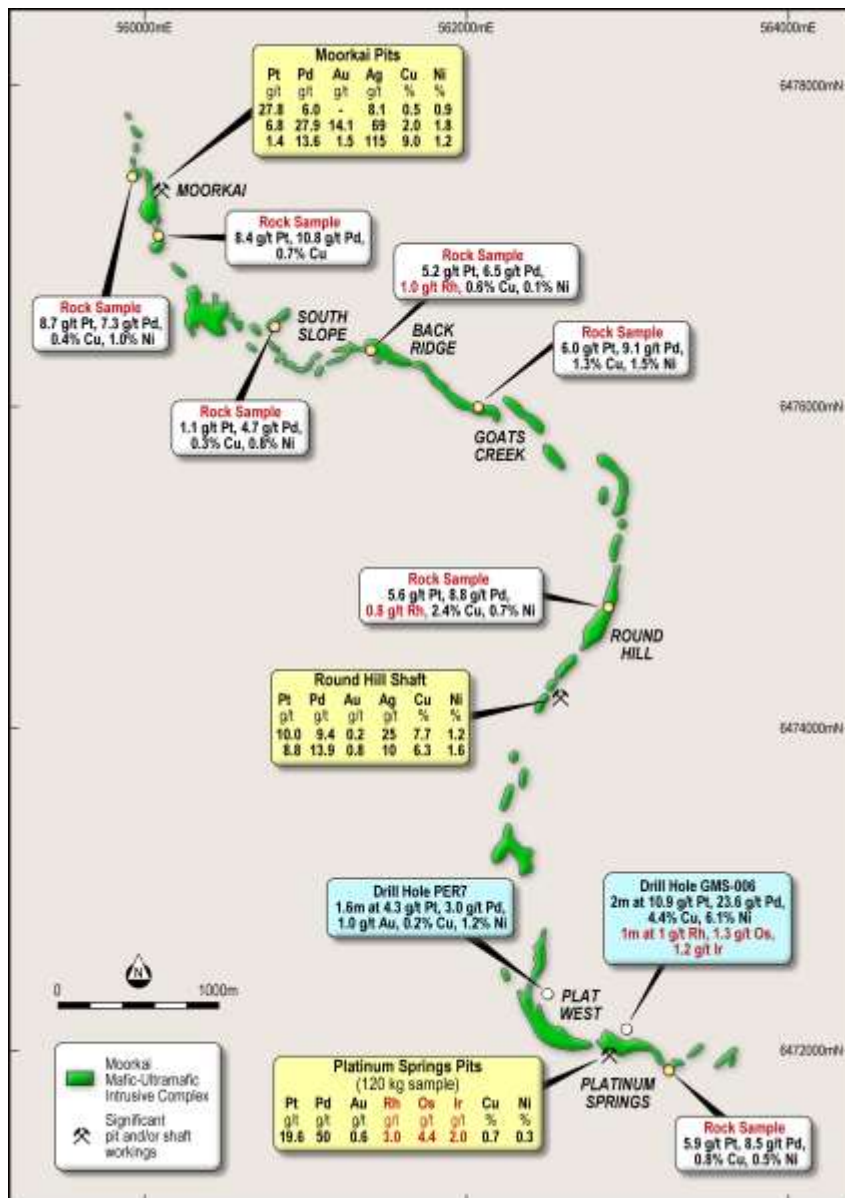 560000mE 562000mE 564000mE
6478000mN
Moorkai Pits
Pt Pd Au Ag Cu Ni
g/t g/t g/t g/t % %
27.8 6.0 - 8.1 0.5 0.9
6.8 27.9 14.1 69 2.0 1.8
1.4 13.6 1.5 115 9.0 1.2
MOORKAI
Rock Sample
8.4 g/t Pt, 10.8 g/t Pd,
0.7% Cu
Rock Sample
8.7 g/t Pt, 7.3 g/t Pd,
0.4% Cu, 1.0% Ni
SOUTH
SLOPE
Rock Sample
5.2 g/t Pt, 6.5 g/t Pd,
1.0 g/t Rh, 0.6% Cu, 0.1% Ni
BACK
RIDGE
Rock Sample
6.0 g/t Pt, 9.1 g/t Pd,
1.3% Cu, 1.5% Ni
Rock Sample
1.1 g/t Pt, 4.7 g/t Pd,
0.3% Cu, 0.8% Ni
6476000mN
GOATS
CREEK
Rock Sample
5.6 g/t Pt, 8.8 g/t Pd,
0.8 g/t Rh, 2.4% Cu, 0.7% Ni
ROUND
HILL
Round Hill Shaft
Pt Pd Au Ag Cu Ni
g/t g/t g/t g/t % %
10.0 9.4 0.2 25 7.7 1.2
8.8 13.9 0.8 10 6.3 1.6
6474000mN
Drill Hole PER7
1.6m at 4.3 g/t Pt, 3.0 g/t Pd,
1.0 g/t Au, 0.2% Cu, 1.2% Ni
Drill Hole GMS-006
2m at 10.9 g/t Pt, 23.6 g/t Pd,
4.4% Cu, 6.1% Ni
1m at 1 g/t Rh, 1.3 g/t Os,
1.2 g/t Ir
N
0 1000m
PLAT
WEST
6472000mN
Moorkai
Mafic-Ultramafic
Intrusive Complex
Significant
pit and/or shaft
workings
Platinum Springs Pits
(120 kg sample)
Pt Pd Au Rh Os Ir Cu Ni
g/t g/t g/t g/t g/t g/t % %
19.6 50 0.6 3.0 4.4 2.0 0.7 0.3
PLATINUM
SPRINGS
Rock Sample
5.9 g/t Pt, 8.5 g/t Pd,
0.8% Cu, 0.5% Ni